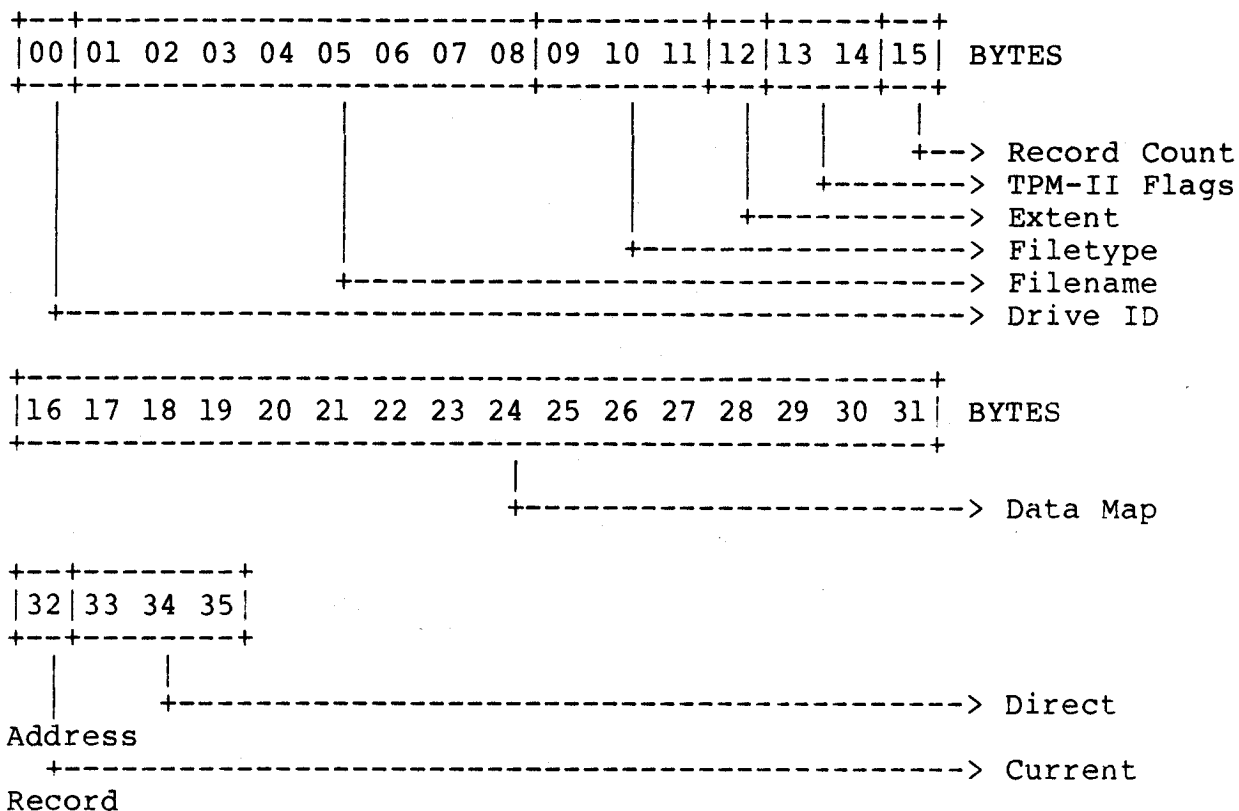 +--+-----------------------+--------+--+-----+--+
|00|01 02 03 04 05 06 07 08|09 10 11|12|13 14|15| BYTES
+--+-----------------------+--------+--+-----+--+
+--> Record Count
+-------> TPM-II Flags
+-----------> Extent
+-----------------> Filetype
+--------------------------------> Filename
+-----------------------------------------------> Drive ID
+-----------------------------------------------+
|16 17 18 19 20 21 22 23 24 25 26 27 28 29 30 31| BYTES
+-----------------------------------------------+
+-----------------------> Data Map
+--+--------+
|32|33 34 35|
+--+--------+
+-----------------------------------------> Direct
Address
+-----------------------------------------------> Current
Record